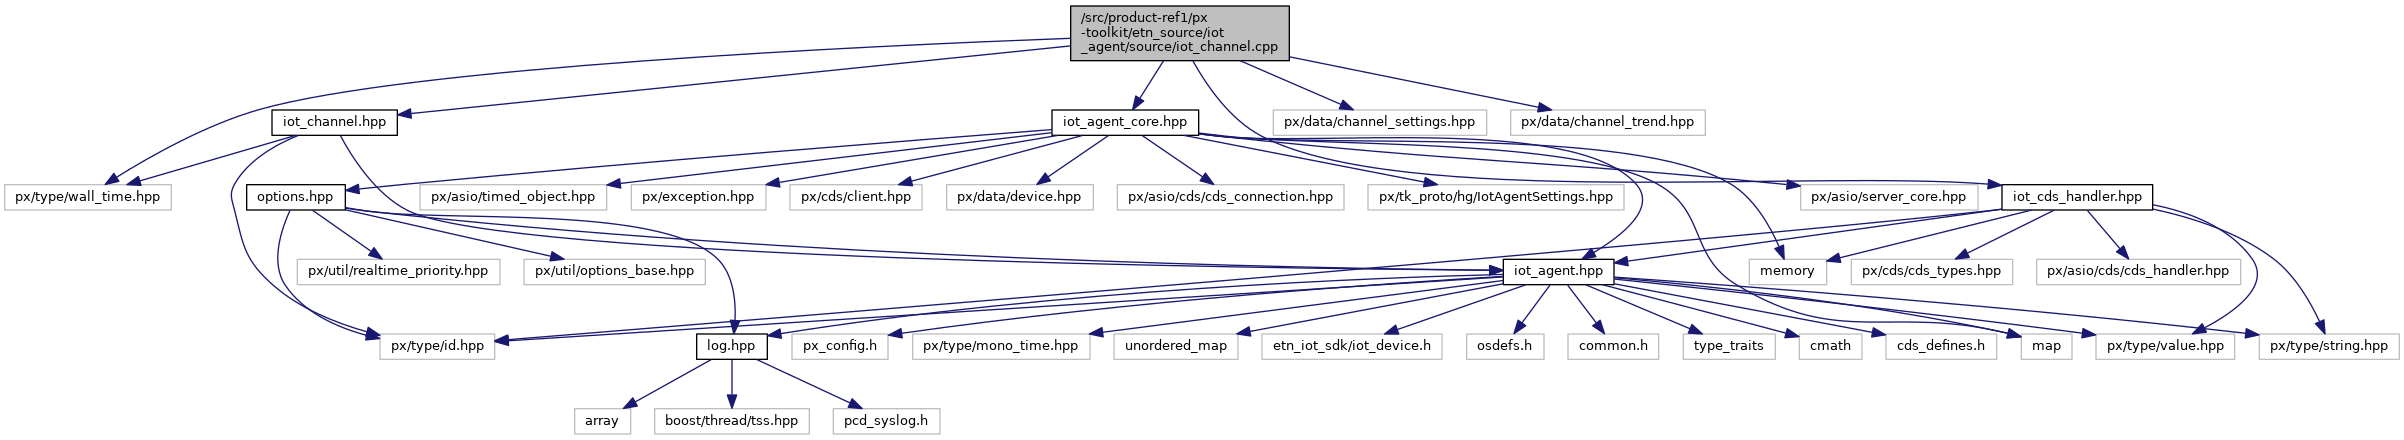 /src/product-ref1/px
-toolkit/etn_source/iot
_agent/source/iot_channel.cpp
iot_channel.hpp
iot_agent_core.hpp
px/data/channel_settings.hpp
px/data/channel_trend.hpp
px/type/wall_time.hpp
options.hpp
px/asio/timed_object.hpp
px/exception.hpp
px/cds/client.hpp
px/data/device.hpp
px/asio/cds/cds_connection.hpp
px/tk_proto/hg/IotAgentSettings.hpp
px/asio/server_core.hpp
iot_cds_handler.hpp
px/util/realtime_priority.hpp
px/util/options_base.hpp
iot_agent.hpp
memory
px/cds/cds_types.hpp
px/asio/cds/cds_handler.hpp
px/type/id.hpp
log.hpp
px_config.h
px/type/mono_time.hpp
unordered_map
etn_iot_sdk/iot_device.h
osdefs.h
common.h
type_traits
cmath
cds_defines.h
map
px/type/value.hpp
px/type/string.hpp
array
boost/thread/tss.hpp
pcd_syslog.h